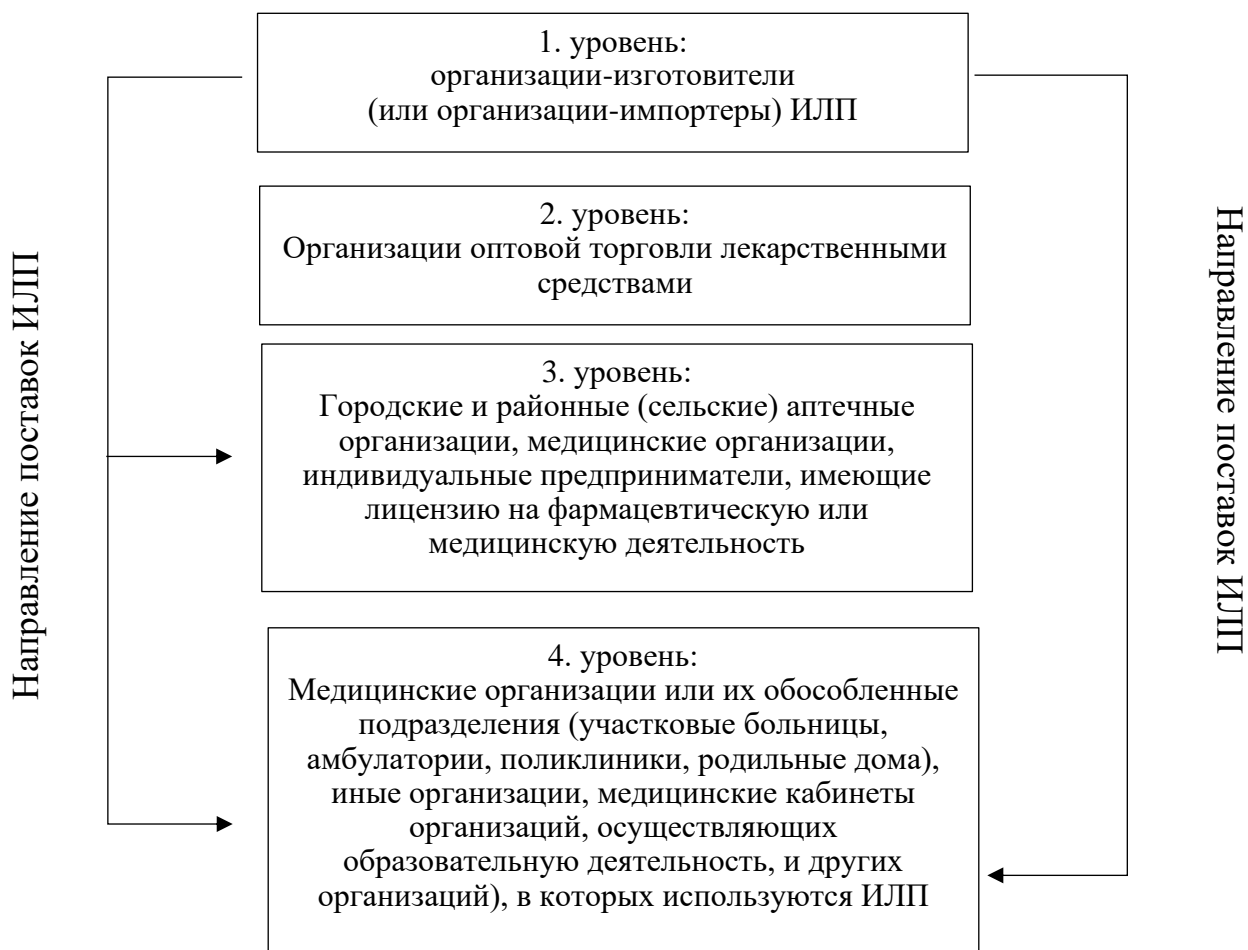 1. уровень:
организации-изготовители
(или организации-импортеры) ИЛП
2. уровень:
Организации оптовой торговли лекарственными
средствами
3. уровень:
Городские и районные (сельские) аптечные
организации, медицинские организации,
индивидуальные предприниматели, имеющие
лицензию на фармацевтическую или
медицинскую деятельность
4. уровень:
Медицинские организации или их обособленные
подразделения (участковые больницы,
амбулатории, поликлиники, родильные дома),
иные организации, медицинские кабинеты
организаций, осуществляющих
образовательную деятельность, и других
организаций), в которых используются ИЛП
Направление поставок ИЛП
Направление поставок ИЛП